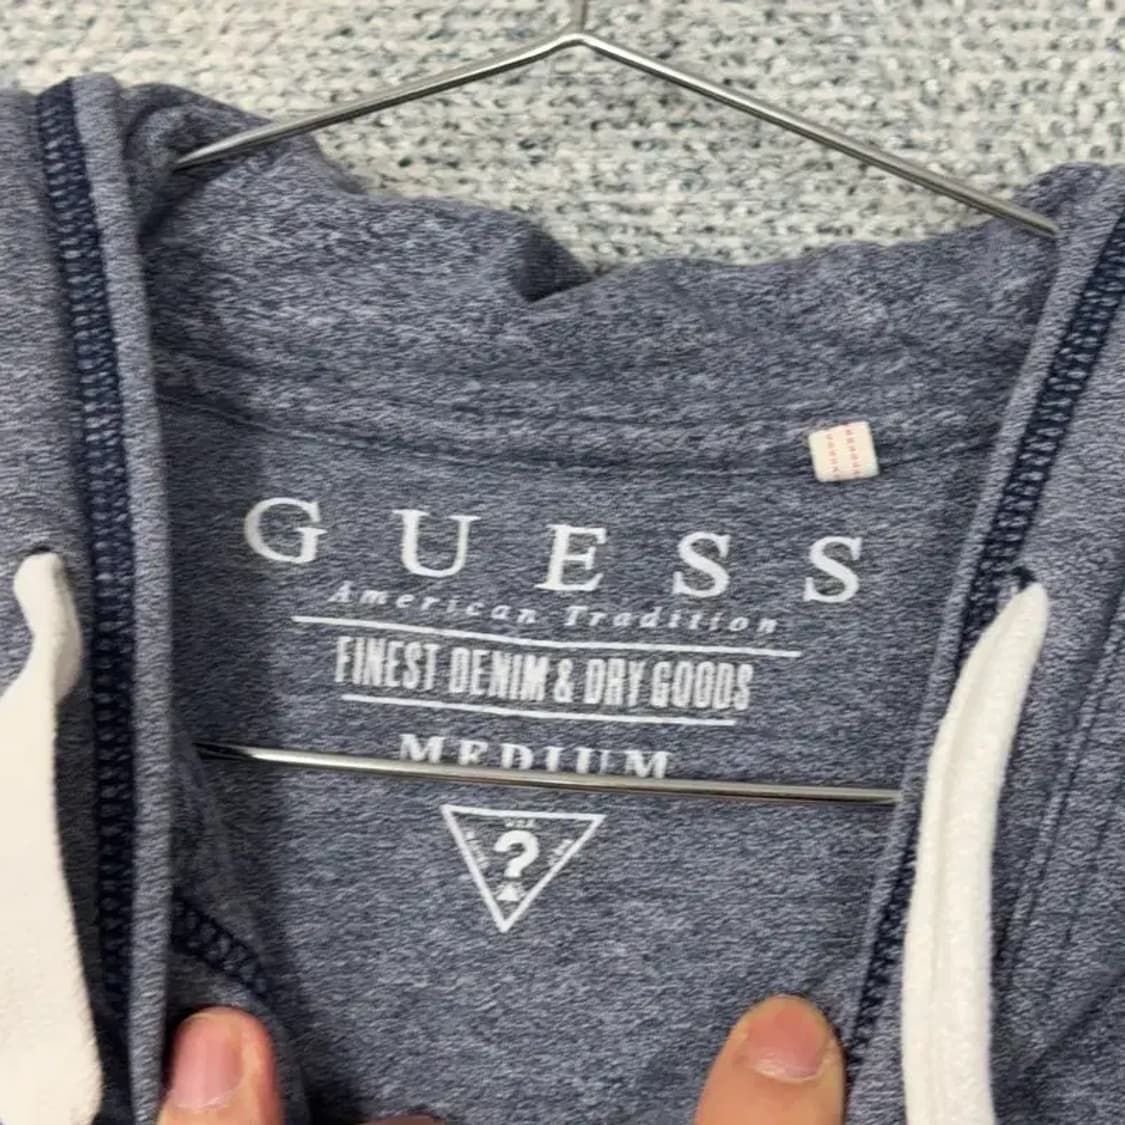 GUESS
American Tradition
FINEST DENIM & DRY GOODS
MEDIUM
?